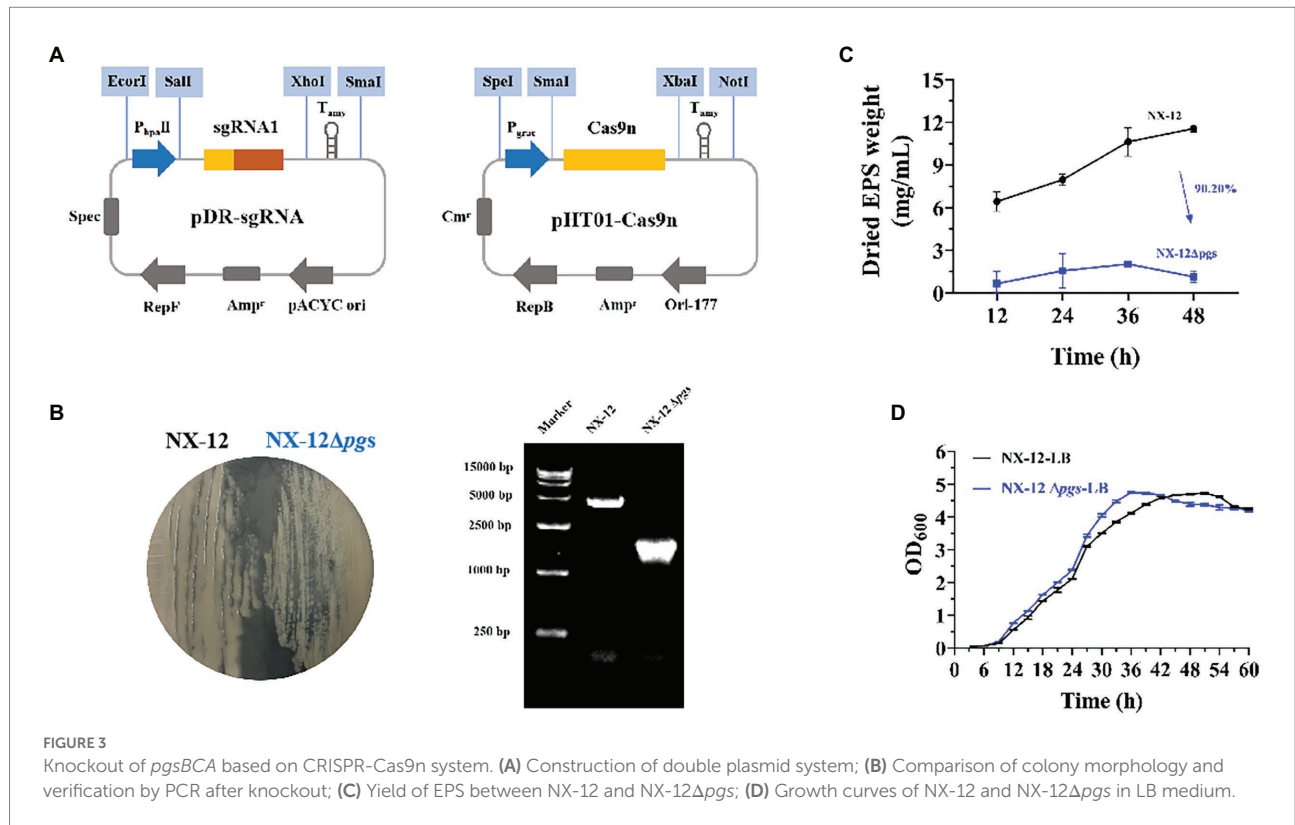 A
EcorI SalI XhoI SmaI
P_hpaII sgRNA1 T_amy
Spec pDR-sgRNA
RepF Ampʳ pACYC ori
SpeI SmaI XbaI NotI
P_grac Cas9n T_amy
Cmʳ pHT01-Cas9n
RepB Ampʳ Ori-177
B
NX-12 NX-12Δpgs
Marker NX-12 NX-12 Δpgs
15000 bp
5000 bp
2500 bp
1000 bp
250 bp
C
Dried EPS weight
(mg/mL)
15
12
9
6
3
0
NX-12
90.20%
NX-12Δpgs
12 24 36 48
Time (h)
D
NX-12-LB
NX-12 Δpgs-LB
OD₆₀₀
6
5
4
3
2
1
0
0 6 12 18 24 30 36 42 48 54 60
Time (h)
FIGURE 3
Knockout of pgsBCA based on CRISPR-Cas9n system. (A) Construction of double plasmid system; (B) Comparison of colony morphology and
verification by PCR after knockout; (C) Yield of EPS between NX-12 and NX-12Δpgs; (D) Growth curves of NX-12 and NX-12Δpgs in LB medium.